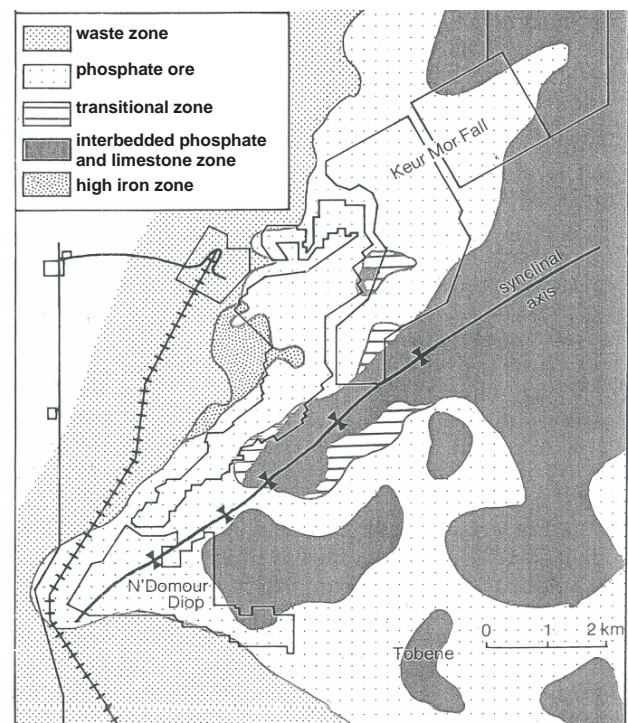 waste zone
phosphate ore
transitional zone
interbedded phosphate
and limestone zone
high iron zone
Keur Mor Fall
synclinal
axis
N'Domour
Diop
Tobene
0 1 2 km